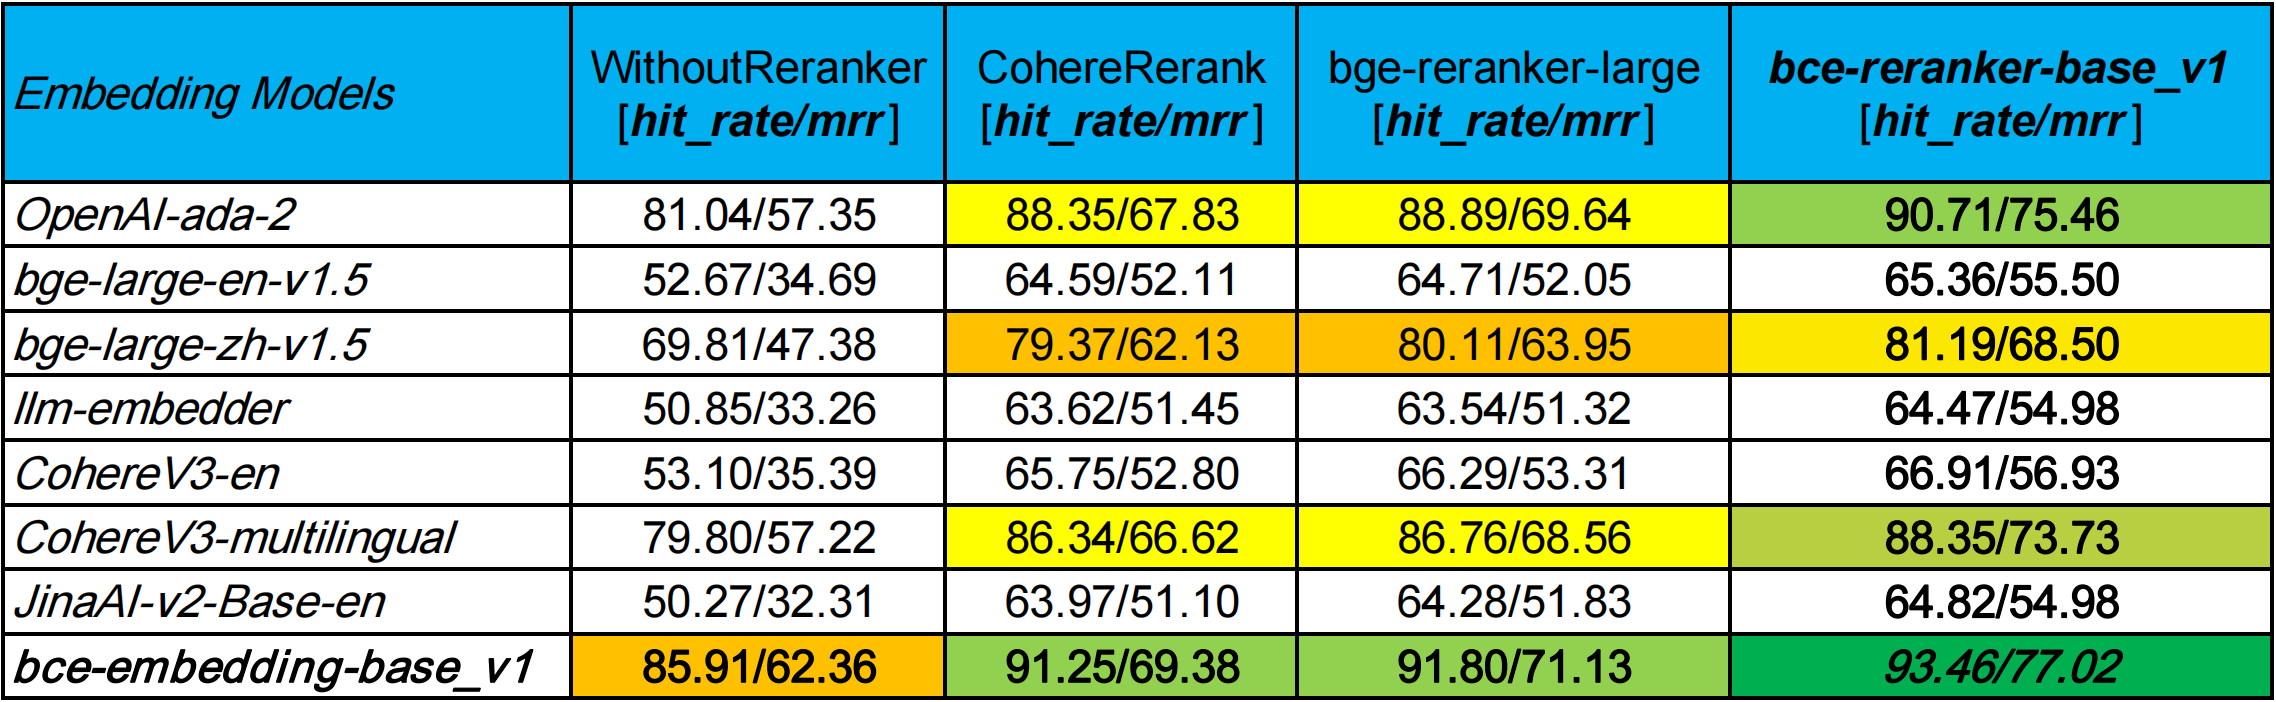 Embedding Models WithoutReranker [hit_rate/mrr] CohereRerank [hit_rate/mrr] bge-reranker-large [hit_rate/mrr] bce-reranker-base_v1 [hit_rate/mrr]
OpenAI-ada-2 81.04/57.35 88.35/67.83 88.89/69.64 90.71/75.46
bge-large-en-v1.5 52.67/34.69 64.59/52.11 64.71/52.05 65.36/55.50
bge-large-zh-v1.5 69.81/47.38 79.37/62.13 80.11/63.95 81.19/68.50
llm-embedder 50.85/33.26 63.62/51.45 63.54/51.32 64.47/54.98
CohereV3-en 53.10/35.39 65.75/52.80 66.29/53.31 66.91/56.93
CohereV3-multilingual 79.80/57.22 86.34/66.62 86.76/68.56 88.35/73.73
JinaAI-v2-Base-en 50.27/32.31 63.97/51.10 64.28/51.83 64.82/54.98
bce-embedding-base_v1 85.91/62.36 91.25/69.38 91.80/71.13 93.46/77.02